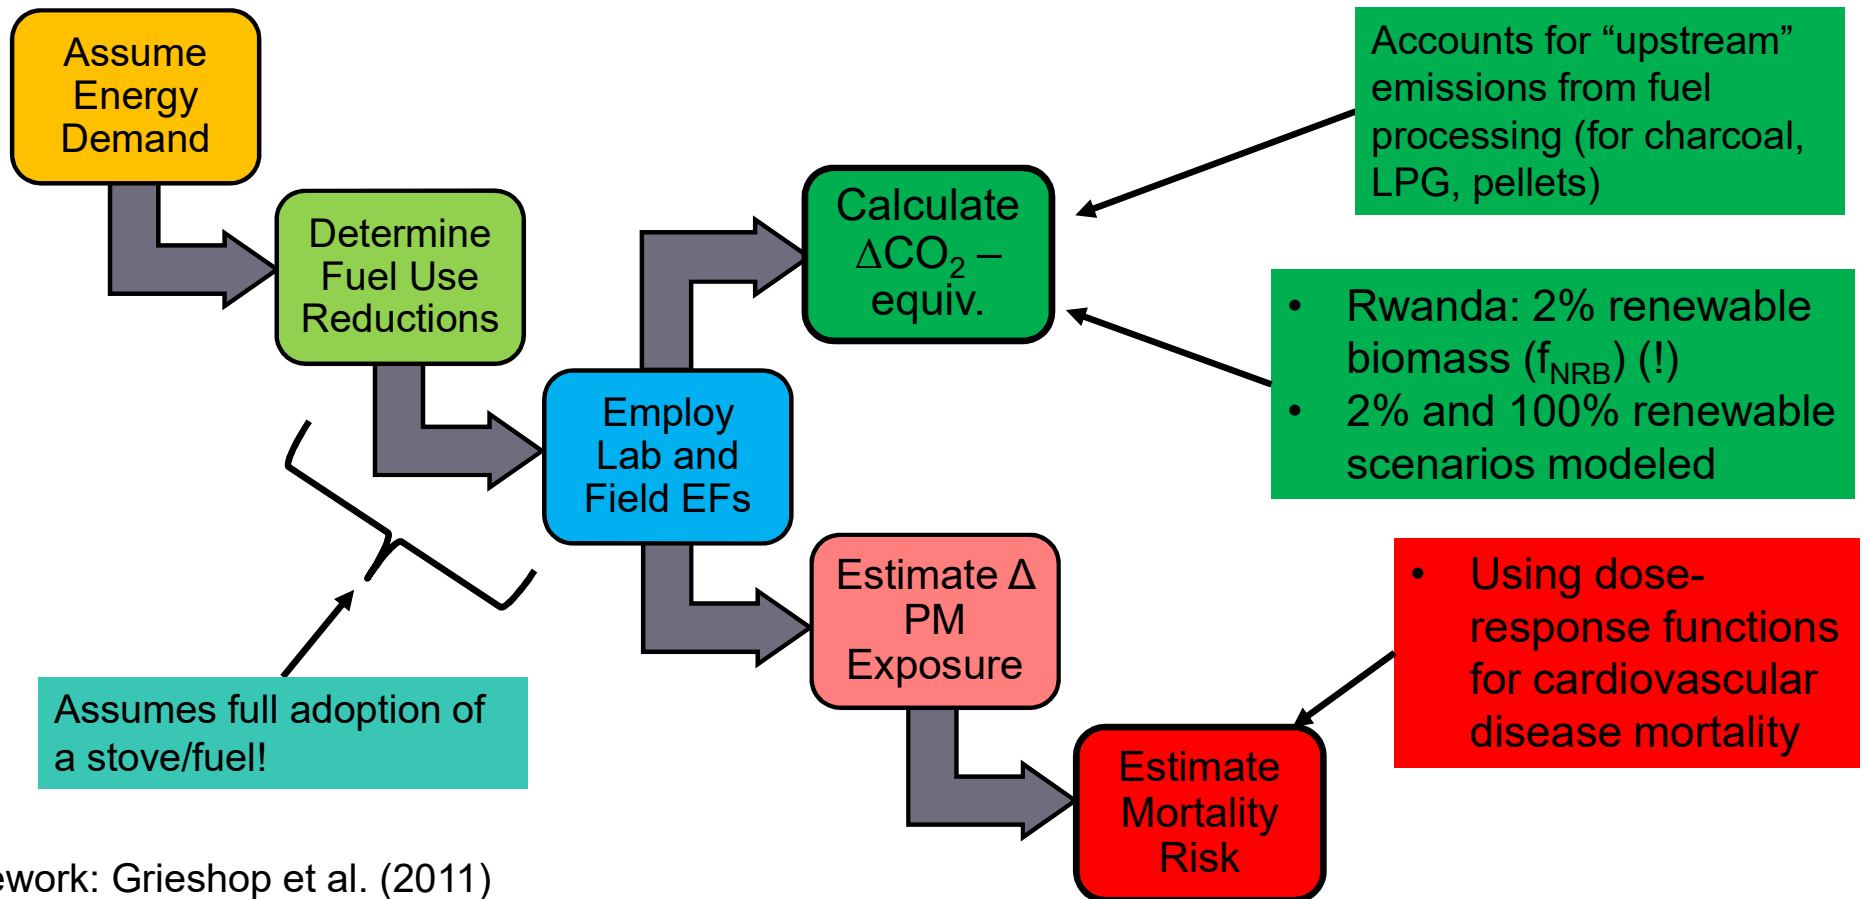 Assume
Energy
Demand
Determine
Fuel Use
Reductions
Employ
Lab and
Field EFs
Calculate
ΔCO₂ –
equiv.
Accounts for “upstream”
emissions from fuel
processing (for charcoal,
LPG, pellets)
• Rwanda: 2% renewable
biomass (fNRB) (!)
• 2% and 100% renewable
scenarios modeled
Assumes full adoption of
a stove/fuel!
Estimate Δ
PM
Exposure
Estimate
Mortality
Risk
• Using dose-
response functions
for cardiovascular
disease mortality
ework: Grieshop et al. (2011)